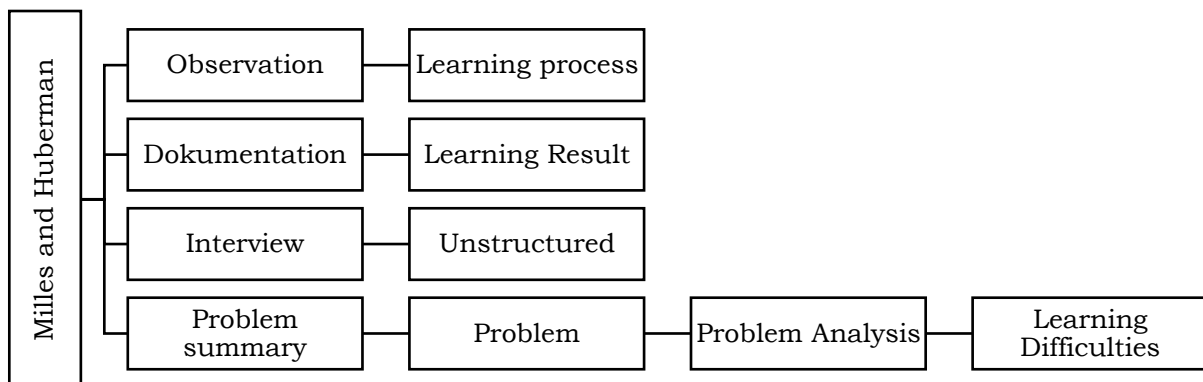 Milles and Huberman
Observation
Learning process
Dokumentation
Learning Result
Interview
Unstructured
Problem
summary
Problem
Problem Analysis
Learning
Difficulties